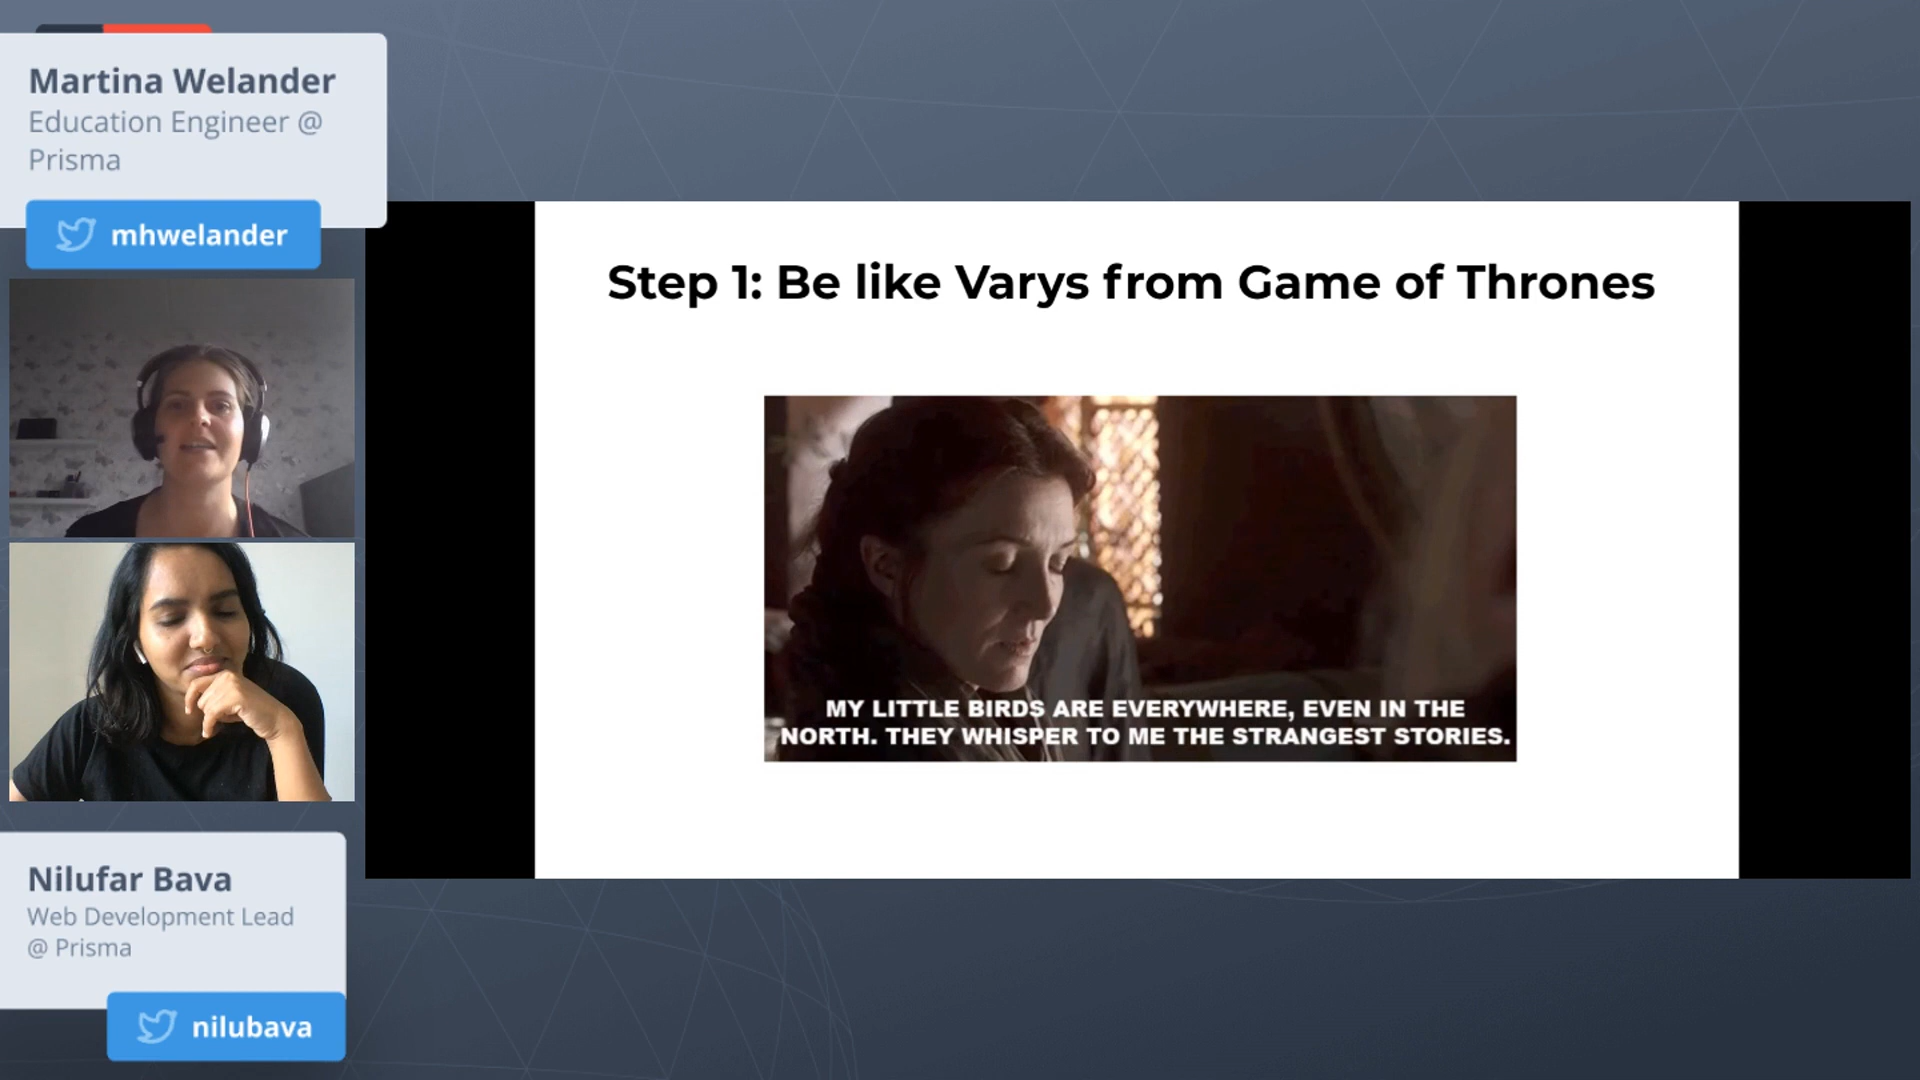 Martina Welander
Education Engineer @
Prisma
mhwelander
Step 1: Be like Varys from Game of Thrones
MY LITTLE BIRDS ARE EVERYWHERE, EVEN IN THE
NORTH. THEY WHISPER TO ME THE STRANGEST STORIES.
Nilufar Bava
Web Development Lead
@ Prisma
nilubava